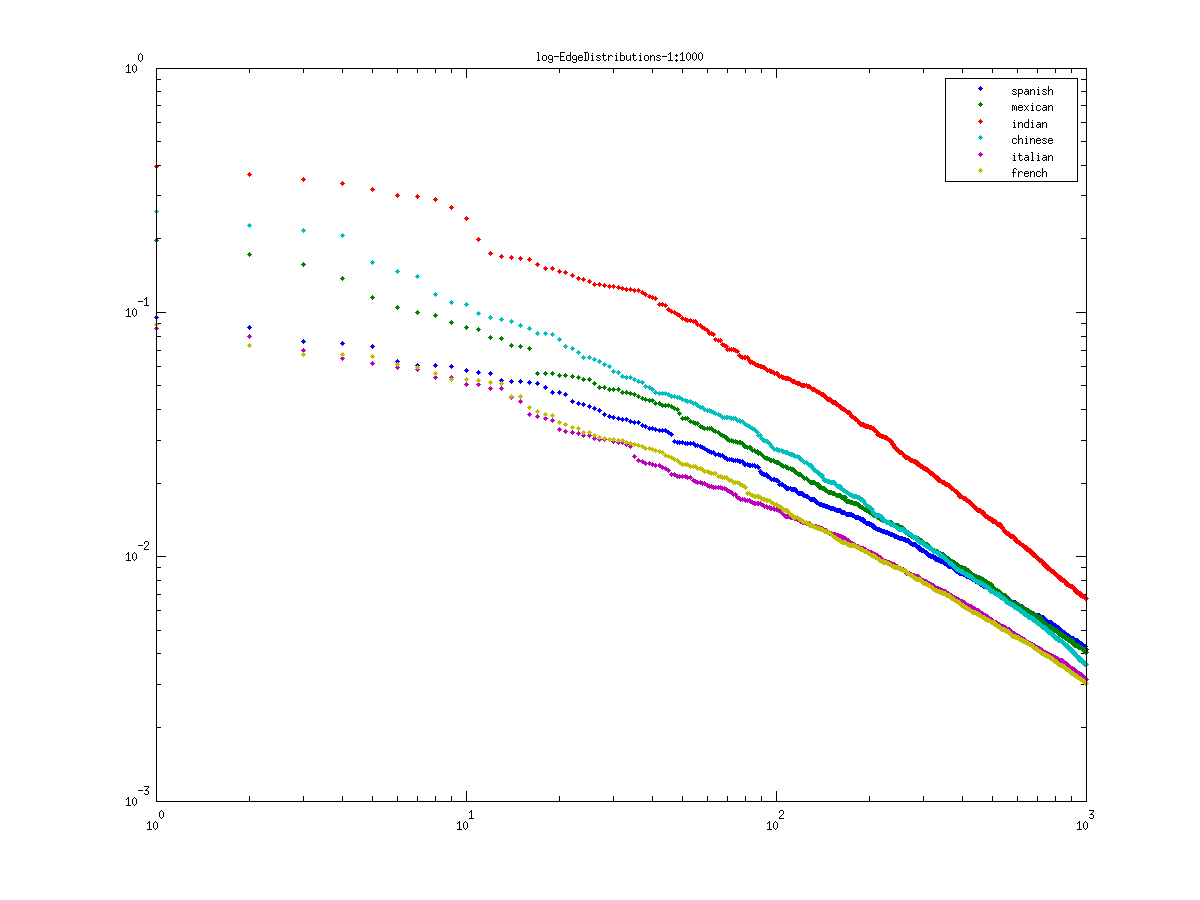 log-EdgeDistributions-1:1000
10^0
spanish
mexican
indian
chinese
italian
french
10^-1
10^-2
10^-3
10^0 10^1 10^2 10^3